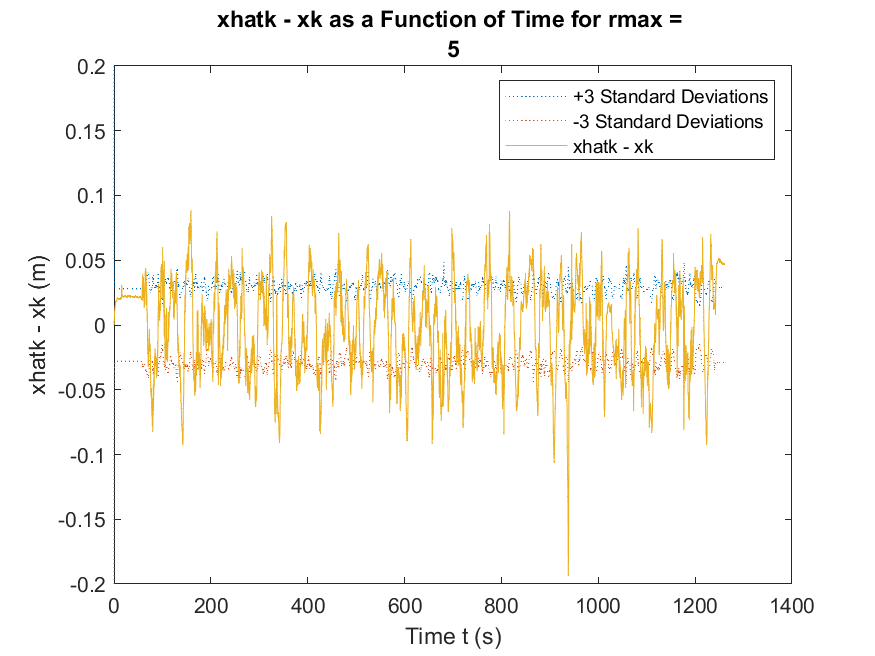 xhatk - xk as a Function of Time for rmax =
5
0.2
0.15
0.1
0.05
0
-0.05
-0.1
-0.15
-0.2
xhatk - xk (m)
+3 Standard Deviations
-3 Standard Deviations
xhatk - xk
0 200 400 600 800 1000 1200 1400
Time t (s)